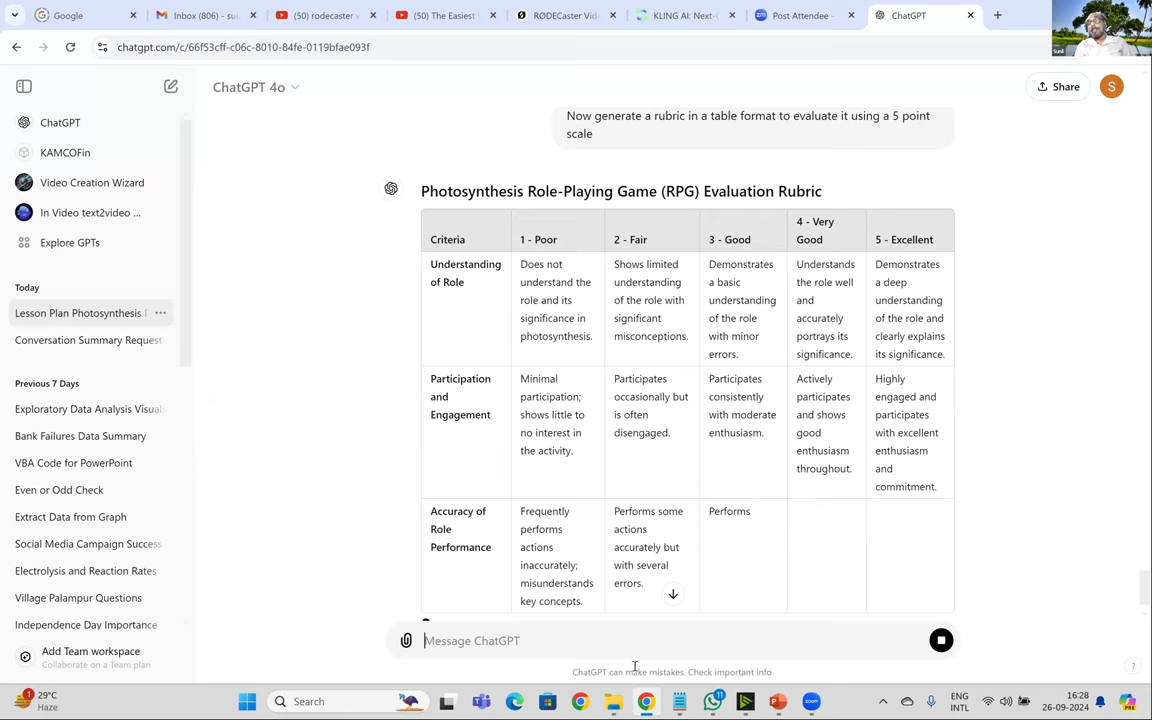 Google
Inbox (806) - su
(50) rodecaster v
(50) The Easiest
RØDECaster Vid
KLING AI: Next-
Post Attendee -
ChatGPT
chatgpt.com/c/66f53cff-c06c-8010-84fe-0119bfae093f
Sunil
ChatGPT 4o
Share
S
ChatGPT
KAMCOFin
Video Creation Wizard
In Video text2video ...
Explore GPTs
Today
Lesson Plan Photosynthesis
Conversation Summary Request
Previous 7 Days
Exploratory Data Analysis Visual
Bank Failures Data Summary
VBA Code for PowerPoint
Even or Odd Check
Extract Data from Graph
Social Media Campaign Success
Electrolysis and Reaction Rates
Village Palampur Questions
Independence Day Importance
Add Team workspace
Collaborate on a Team plan
Now generate a rubric in a table format to evaluate it using a 5 point
scale
Photosynthesis Role-Playing Game (RPG) Evaluation Rubric
Criteria
1 - Poor
2 - Fair
3 - Good
4 - Very
Good
5 - Excellent
Understanding
of Role
Does not
understand the
role and its
significance in
photosynthesis.
Shows limited
understanding
of the role with
significant
misconceptions.
Demonstrates
a basic
understanding
of the role
with minor
errors.
Understands
the role well
and
accurately
portrays its
significance.
Demonstrates
a deep
understanding
of the role and
clearly explains
its significance.
Participation
and
Engagement
Minimal
participation;
shows little to
no interest in
the activity.
Participates
occasionally but
is often
disengaged.
Participates
consistently
with moderate
enthusiasm.
Actively
participates
and shows
good
enthusiasm
throughout.
Highly
engaged and
participates
with excellent
enthusiasm
and
commitment.
Accuracy of
Role
Performance
Frequently
performs
actions
inaccurately;
misunderstands
key concepts.
Performs some
actions
accurately but
with several
errors.
Performs
Message ChatGPT
ChatGPT can make mistakes. Check important info.
?
1
29°C
Haze
Search
11
ENG
INTL
16:28
26-09-2024
PRE